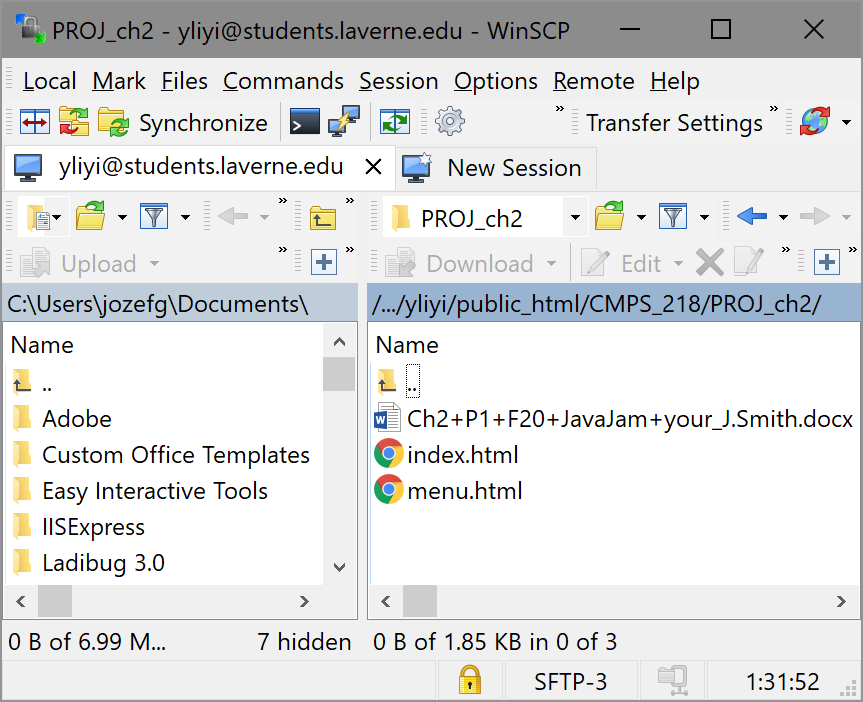 PROJ_ch2 - yliyi@students.laverne.edu - WinSCP
Local Mark Files Commands Session Options Remote Help
Synchronize » Transfer Settings »
yliyi@students.laverne.edu New Session
» » PROJ_ch2
Upload » » Download Edit » »
C:\Users\jozefg\Documents\
Name
..
Adobe
Custom Office Templates
Easy Interactive Tools
IISExpress
Ladibug 3.0
0 B of 6.99 M... 7 hidden
/.../yliyi/public_html/CMPS_218/PROJ_ch2/
Name
..
Ch2+P1+F20+JavaJam+your_J.Smith.docx
index.html
menu.html
0 B of 1.85 KB in 0 of 3
SFTP-3 1:31:52